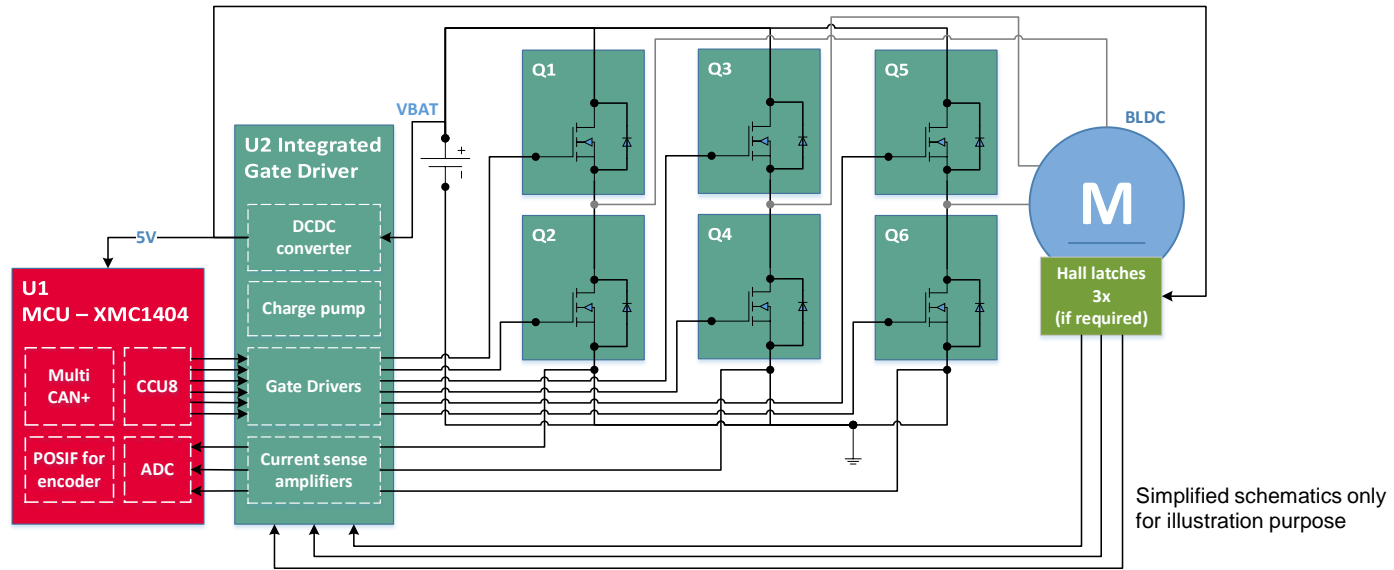 Q1
Q3
Q5
VBAT
BLDC
U2 Integrated
Gate Driver
+
−
M
DCDC
converter
5V
Q2
Q4
Q6
U1
MCU – XMC1404
Charge pump
Hall latches
3x
(if required)
Multi
CAN+
CCU8
Gate Drivers
POSIF for
encoder
ADC
Current sense
amplifiers
Simplified schematics only
for illustration purpose